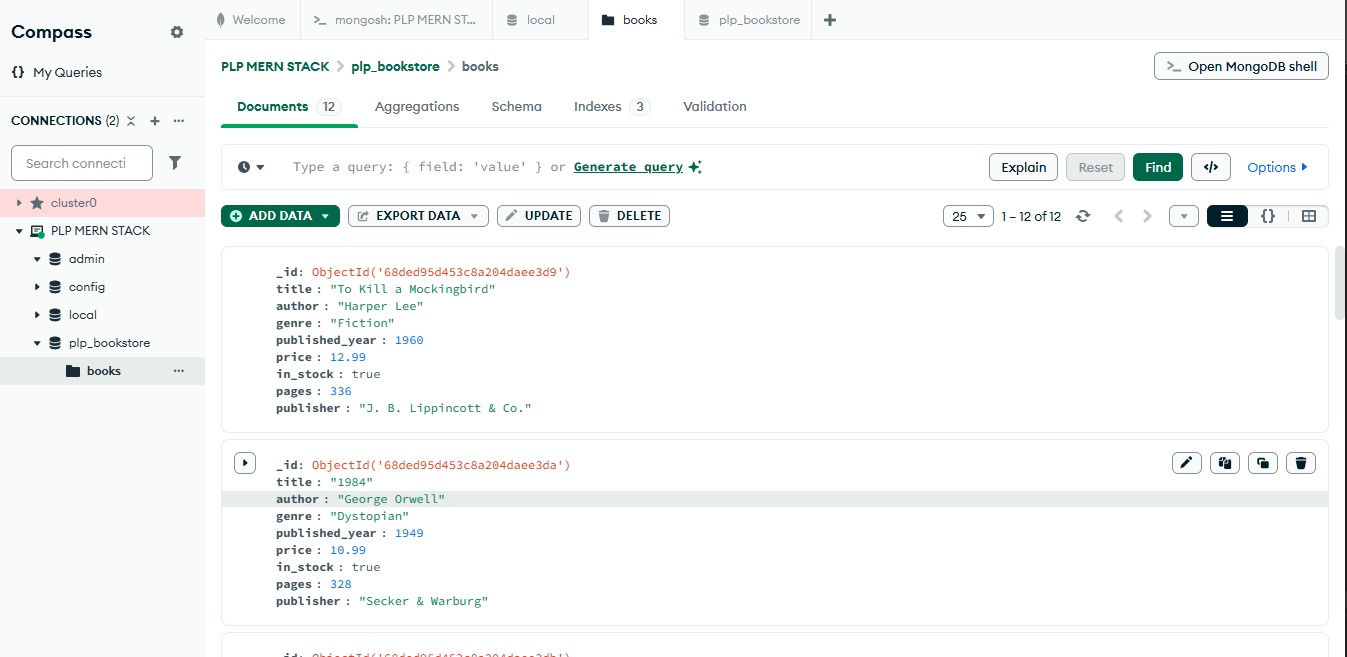 Compass
My Queries
CONNECTIONS (2)
Search connecti
cluster0
PLP MERN STACK
admin
config
local
plp_bookstore
books
Welcome
mongosh: PLP MERN ST...
local
books
plp_bookstore
PLP MERN STACK > plp_bookstore > books
>_ Open MongoDB shell
Documents 12 Aggregations Schema Indexes 3 Validation
Type a query: { field: 'value' } or Generate query
Explain Reset Find </> Options
ADD DATA EXPORT DATA UPDATE DELETE
25 1 – 12 of 12 {}
_id: ObjectId('68ded95d453c8a204daee3d9')
title : "To Kill a Mockingbird"
author : "Harper Lee"
genre : "Fiction"
published_year : 1960
price : 12.99
in_stock : true
pages : 336
publisher : "J. B. Lippincott & Co."
_id: ObjectId('68ded95d453c8a204daee3da')
title : "1984"
author : "George Orwell"
genre : "Dystopian"
published_year : 1949
price : 10.99
in_stock : true
pages : 328
publisher : "Secker & Warburg"